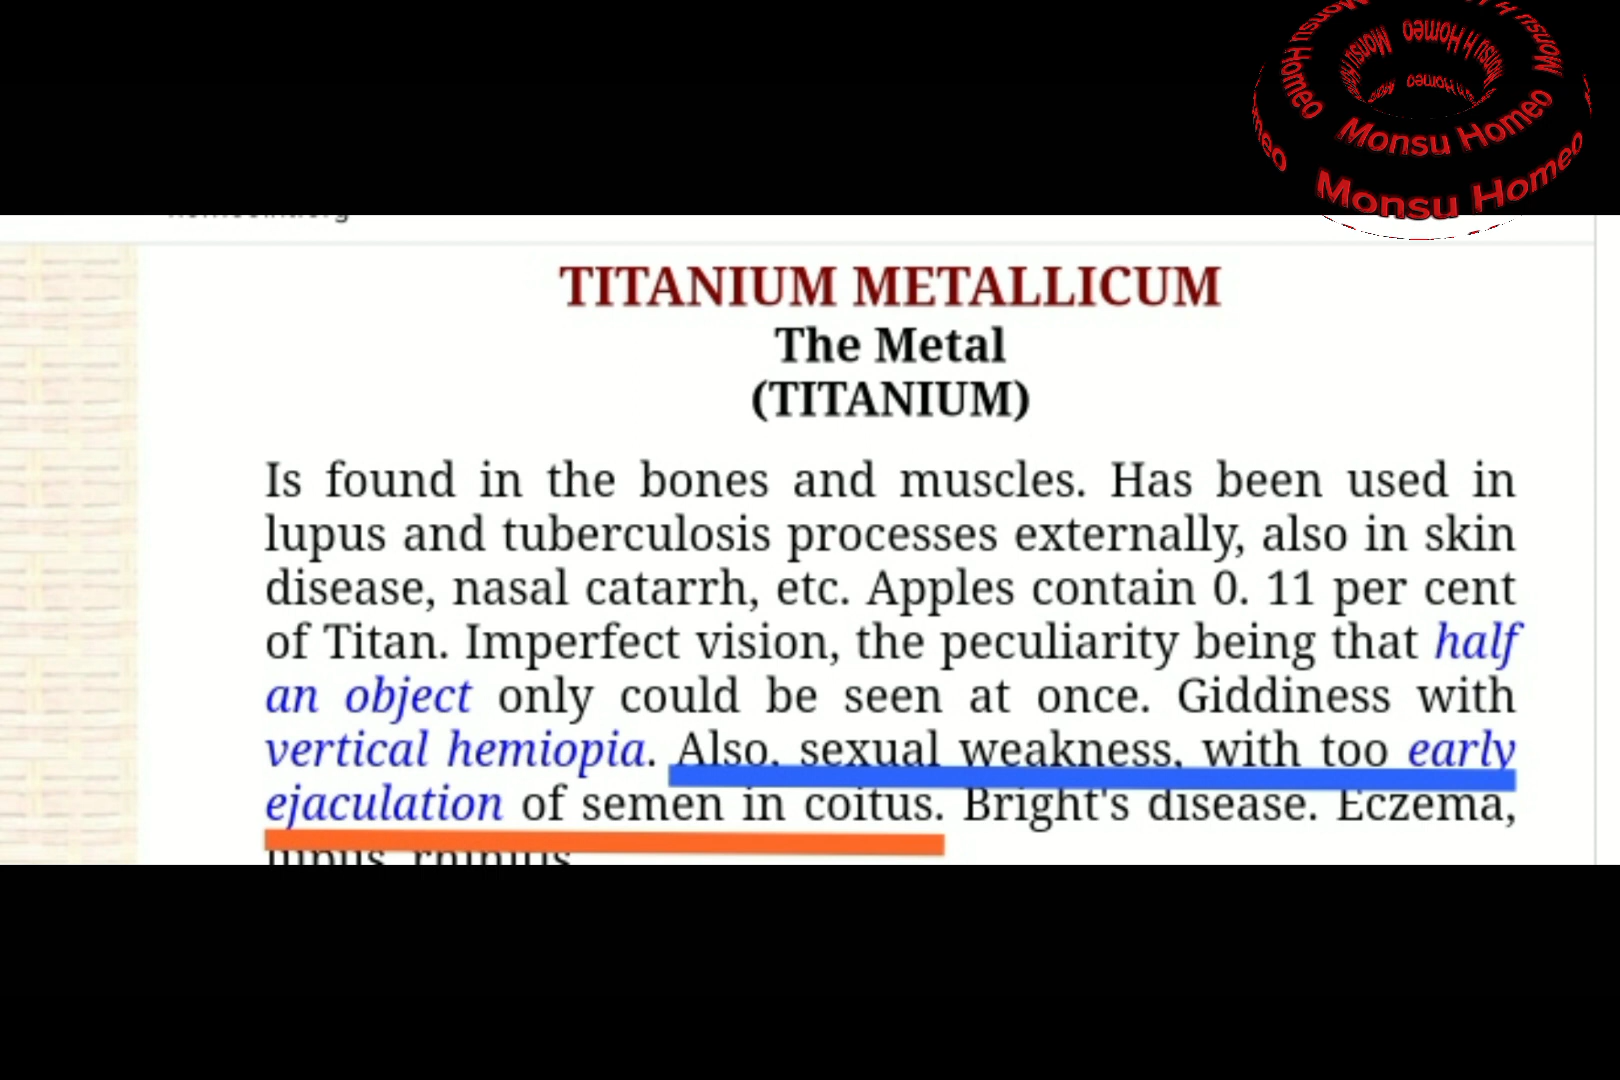 Monsu Homeo
Monsu Homeo
TITANIUM METALLICUM
The Metal
(TITANIUM)
Is found in the bones and muscles. Has been used in
lupus and tuberculosis processes externally, also in skin
disease, nasal catarrh, etc. Apples contain 0. 11 per cent
of Titan. Imperfect vision, the peculiarity being that half
an object only could be seen at once. Giddiness with
vertical hemiopia. Also, sexual weakness, with too early
ejaculation of semen in coitus. Bright's disease. Eczema,
lupus, rhinitis.